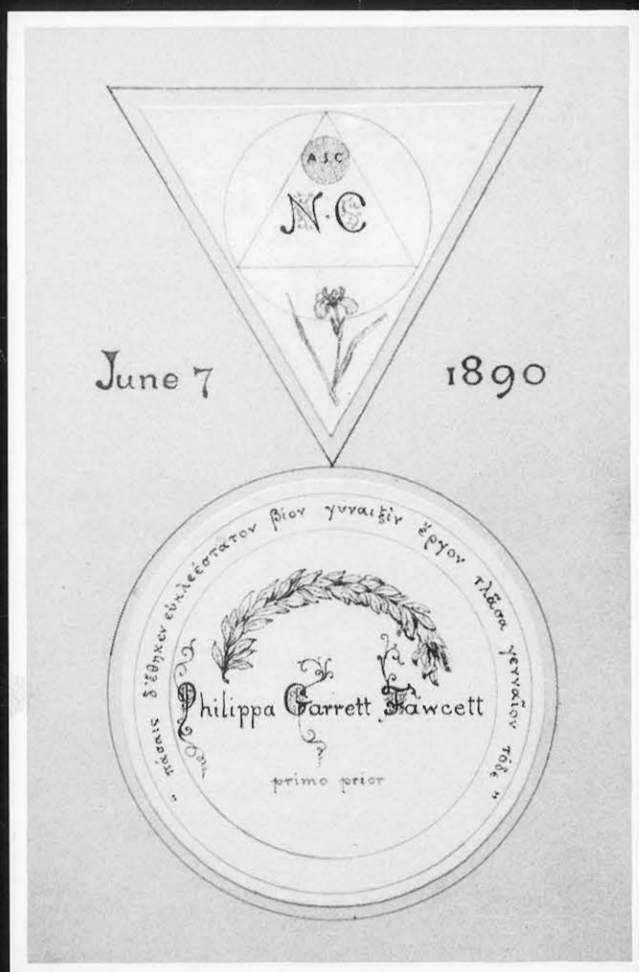 A J C
N·C
June 7 1890
" πάσαις δ'ἔθηκεν εὐκλεέστατον βίον γυναιξὶν ἔργον τλᾶσα γενναῖον τόδε "
Philippa Garrett Fawcett
primo prior